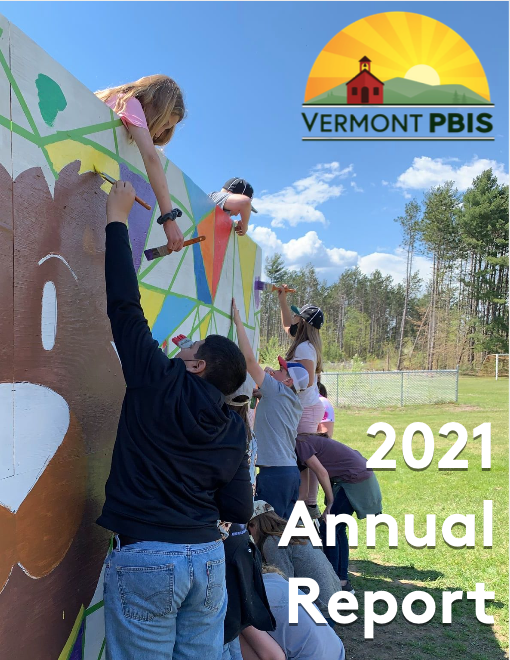 VERMONT PBIS
2021
Annual
Report